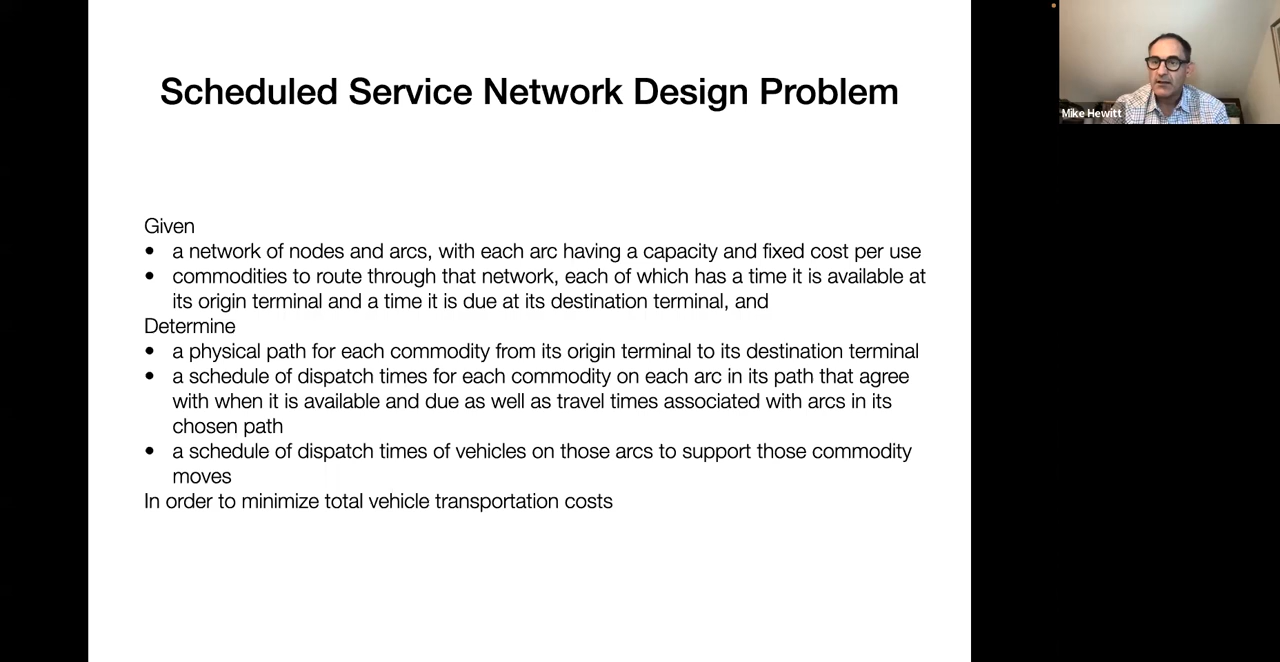 Scheduled Service Network Design Problem
Mike Hewitt
Given
• a network of nodes and arcs, with each arc having a capacity and fixed cost per use
• commodities to route through that network, each of which has a time it is available at
its origin terminal and a time it is due at its destination terminal, and
Determine
• a physical path for each commodity from its origin terminal to its destination terminal
• a schedule of dispatch times for each commodity on each arc in its path that agree
with when it is available and due as well as travel times associated with arcs in its
chosen path
• a schedule of dispatch times of vehicles on those arcs to support those commodity
moves
In order to minimize total vehicle transportation costs